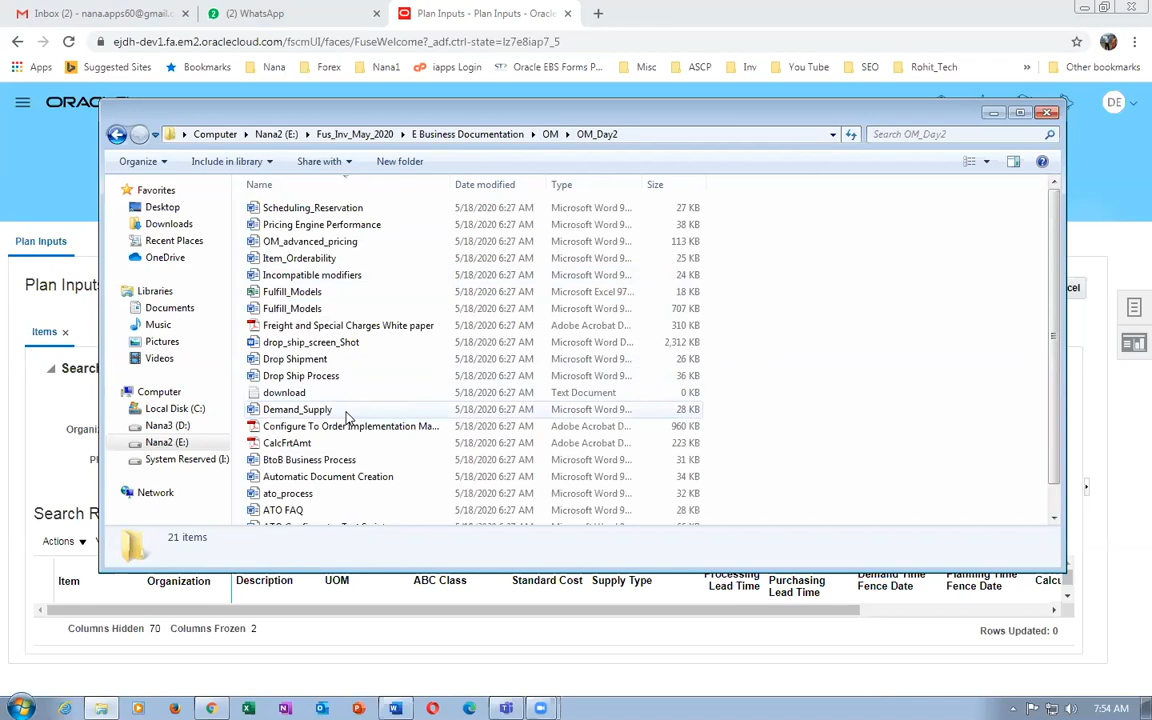 Inbox (2) - nana.apps60@gmail.c
(2) WhatsApp
Plan Inputs - Plan Inputs - Oracle
ejdh-dev1.fa.em2.oraclecloud.com/fscmUI/faces/FuseWelcome?_adf.ctrl-state=lz7e8iap7_5
Apps
Suggested Sites
Bookmarks
Nana
Forex
Nana1
iapps Login
Oracle EBS Forms P...
Misc
ASCP
Inv
You Tube
SEO
Rohit_Tech
»
Other bookmarks
DE
Computer
Nana2 (E:)
Fus_Inv_May_2020
E Business Documentation
OM
OM_Day2
Search OM_Day2
Organize
Include in library
Share with
New folder
Favorites
Desktop
Downloads
Recent Places
OneDrive
Libraries
Documents
Music
Pictures
Videos
Computer
Local Disk (C:)
Nana3 (D:)
Nana2 (E:)
System Reserved (I:)
Network
Name Date modified Type Size
Scheduling_Reservation 5/18/2020 6:27 AM Microsoft Word 9... 27 KB
Pricing Engine Performance 5/18/2020 6:27 AM Microsoft Word 9... 38 KB
OM_advanced_pricing 5/18/2020 6:27 AM Microsoft Word 9... 113 KB
Item_Orderability 5/18/2020 6:27 AM Microsoft Word 9... 25 KB
Incompatible modifiers 5/18/2020 6:27 AM Microsoft Word 9... 24 KB
Fulfill_Models 5/18/2020 6:27 AM Microsoft Excel 97... 18 KB
Fulfill_Models 5/18/2020 6:27 AM Microsoft Word 9... 707 KB
Freight and Special Charges White paper 5/18/2020 6:27 AM Adobe Acrobat D... 310 KB
drop_ship_screen_Shot 5/18/2020 6:27 AM Microsoft Word D... 2,312 KB
Drop Shipment 5/18/2020 6:27 AM Microsoft Word 9... 26 KB
Drop Ship Process 5/18/2020 6:27 AM Microsoft Word 9... 36 KB
download 5/18/2020 6:27 AM Text Document 0 KB
Demand_Supply 5/18/2020 6:27 AM Microsoft Word 9... 28 KB
Configure To Order Implementation Ma... 5/18/2020 6:27 AM Adobe Acrobat D... 960 KB
CalcFrtAmt 5/18/2020 6:27 AM Adobe Acrobat D... 223 KB
BtoB Business Process 5/18/2020 6:27 AM Microsoft Word 9... 31 KB
Automatic Document Creation 5/18/2020 6:27 AM Microsoft Word 9... 34 KB
ato_process 5/18/2020 6:27 AM Microsoft Word 9... 32 KB
ATO FAQ 5/18/2020 6:27 AM Microsoft Word 9... 28 KB
21 items
Plan Inputs
Plan Inputs
cel
Items
Search
Search R
Actions
Item
Organization
Description
UOM
ABC Class
Standard Cost
Supply Type
Processing Lead Time
Purchasing Lead Time
Demand Time Fence Date
Planning Time Fence Date
Columns Hidden 70 Columns Frozen 2
Rows Updated: 0
7:54 AM